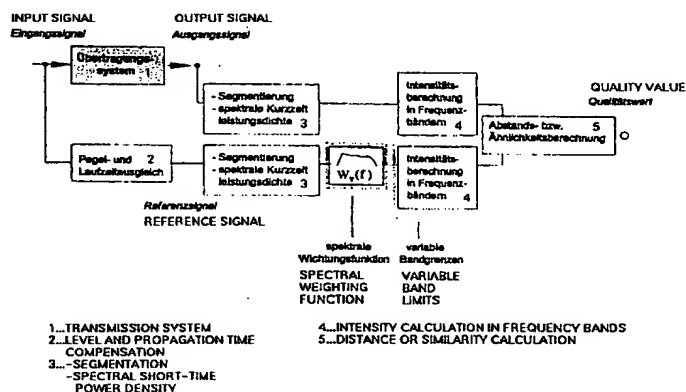 INPUT SIGNAL
Eingangssignal
OUTPUT SIGNAL
Ausgangssignal
Übertragungs-
system 1
- Segmentierung
- spektrale Kurzzeit
leistungsdichte 3
Intensitäts-
berechnung
in Frequenz-
bändern 4
QUALITY VALUE
Qualitätswert
Abstands- bzw. 5
Ähnlichkeitsberechnung
Pegel- und 2
Laufzeitausgleich
- Segmentierung
- spektrale Kurzzeit
leistungsdichte 3
Wv(f)
Intensitäts-
berechnung
in Frequenz-
bändern 4
Referenzsignal
REFERENCE SIGNAL
spektrale
Wichtungsfunktion
SPECTRAL
WEIGHTING
FUNCTION
variable
Bandgrenzen
VARIABLE
BAND
LIMITS
1...TRANSMISSION SYSTEM
2...LEVEL AND PROPAGATION TIME
COMPENSATION
3...-SEGMENTATION
-SPECTRAL SHORT-TIME
POWER DENSITY
4...INTENSITY CALCULATION IN FREQUENCY BANDS
5...DISTANCE OR SIMILARITY CALCULATION